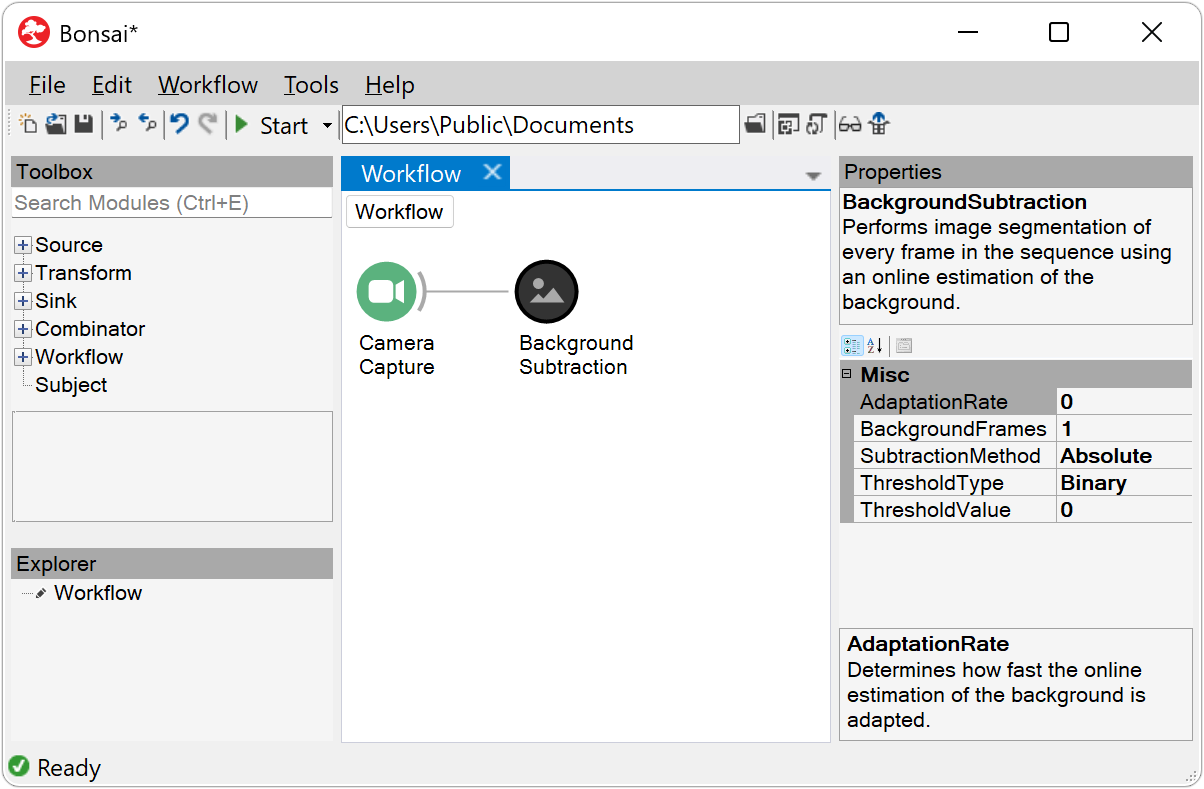 Bonsai*
File Edit Workflow Tools Help
Start C:\Users\Public\Documents
Toolbox
Search Modules (Ctrl+E)
Source
Transform
Sink
Combinator
Workflow
Subject
Explorer
Workflow
Workflow
Workflow
Camera
Capture
Background
Subtraction
Properties
BackgroundSubtraction
Performs image segmentation of
every frame in the sequence using
an online estimation of the
background.
Misc
AdaptationRate 0
BackgroundFrames 1
SubtractionMethod Absolute
ThresholdType Binary
ThresholdValue 0
AdaptationRate
Determines how fast the online
estimation of the background is
adapted.
Ready